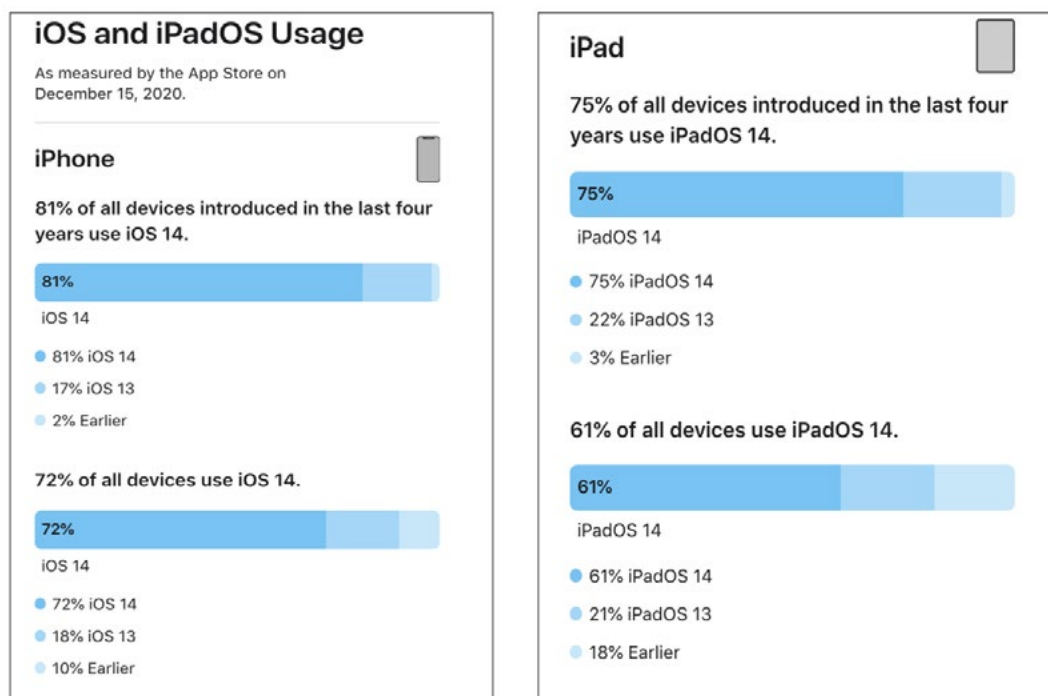 iOS and iPadOS Usage
As measured by the App Store on
December 15, 2020.
iPhone
81% of all devices introduced in the last four
years use iOS 14.
81%
iOS 14
81% iOS 14
17% iOS 13
2% Earlier
72% of all devices use iOS 14.
72%
iOS 14
72% iOS 14
18% iOS 13
10% Earlier
iPad
75% of all devices introduced in the last four
years use iPadOS 14.
75%
iPadOS 14
75% iPadOS 14
22% iPadOS 13
3% Earlier
61% of all devices use iPadOS 14.
61%
iPadOS 14
61% iPadOS 14
21% iPadOS 13
18% Earlier